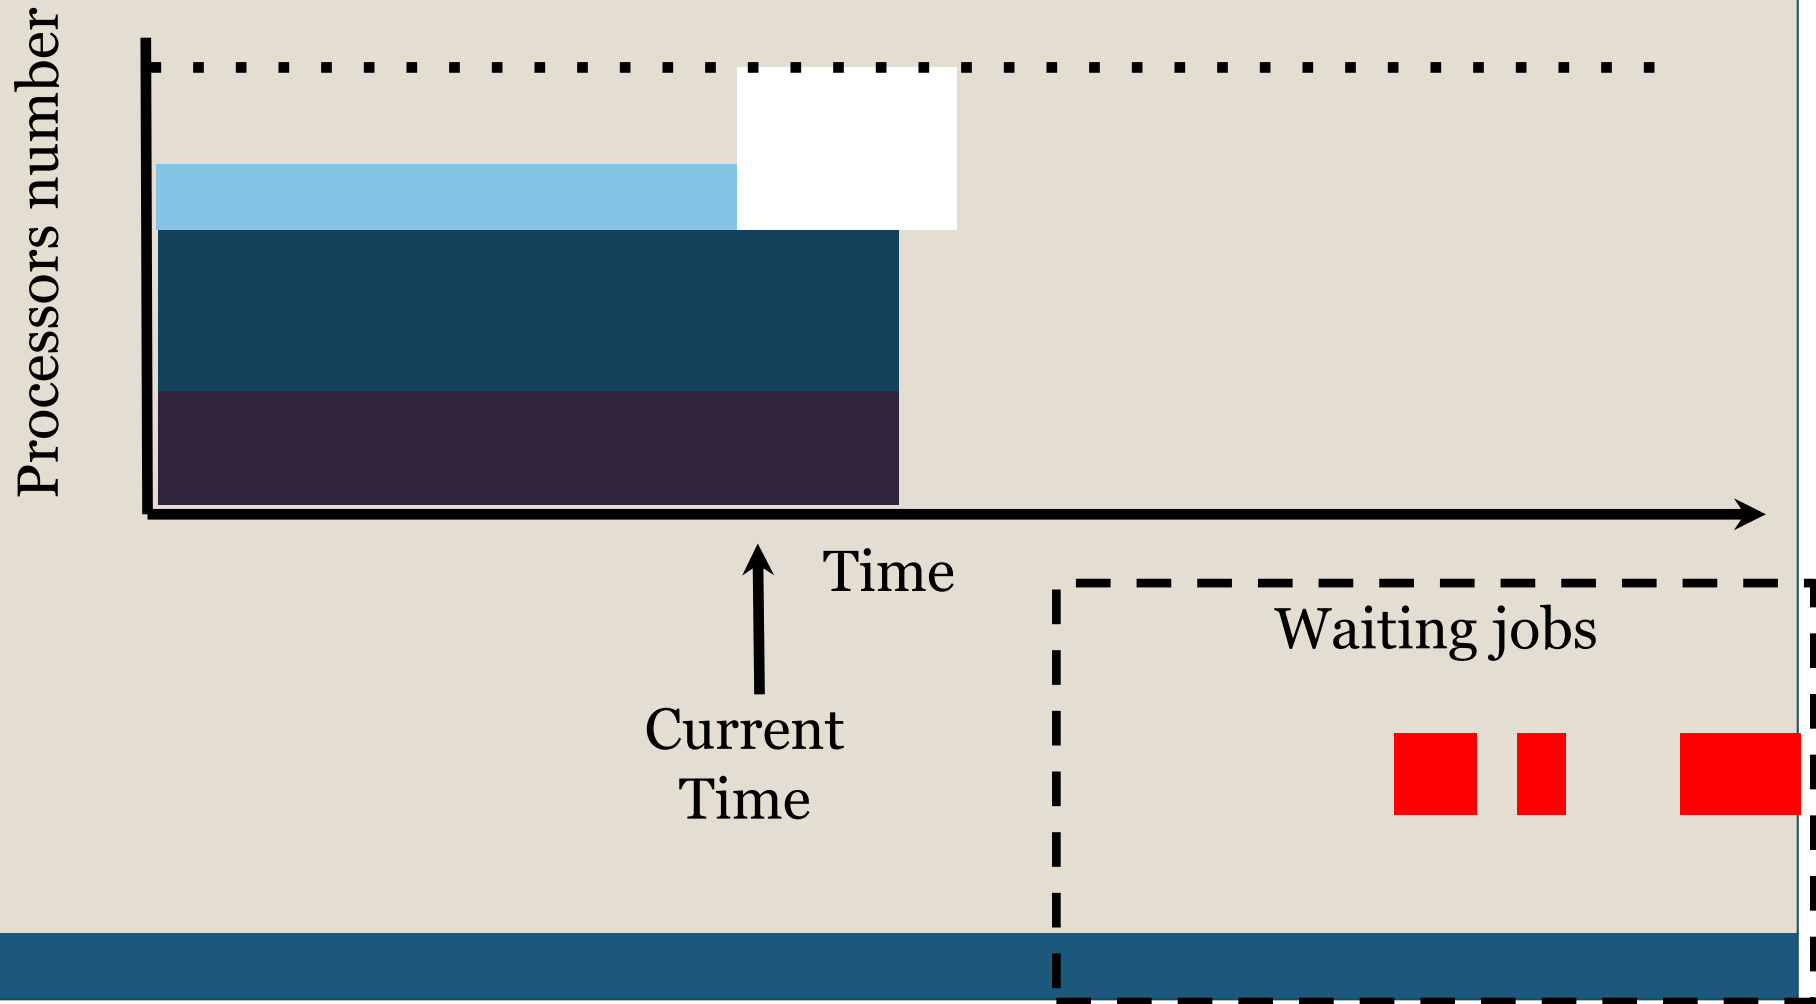 Processors number
Time
Waiting jobs
Current
Time